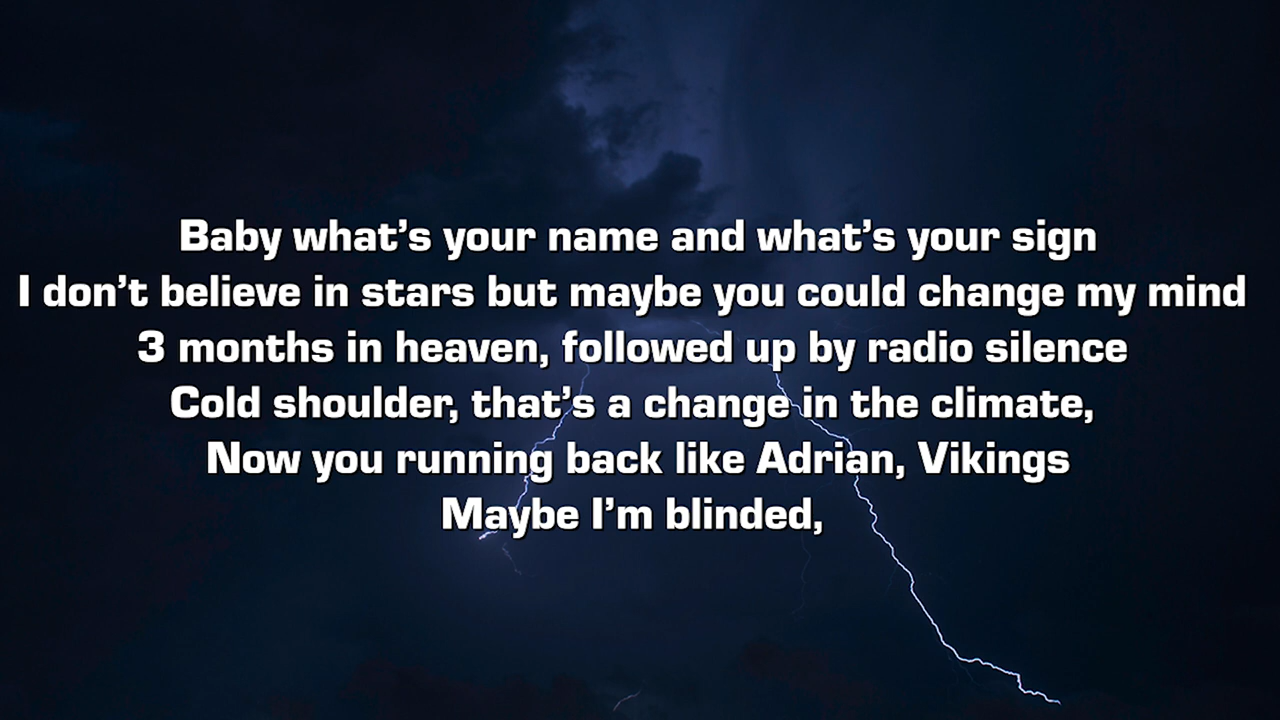 Baby what’s your name and what’s your sign
I don’t believe in stars but maybe you could change my mind
3 months in heaven, followed up by radio silence
Cold shoulder, that’s a change in the climate,
Now you running back like Adrian, Vikings
Maybe I’m blinded,